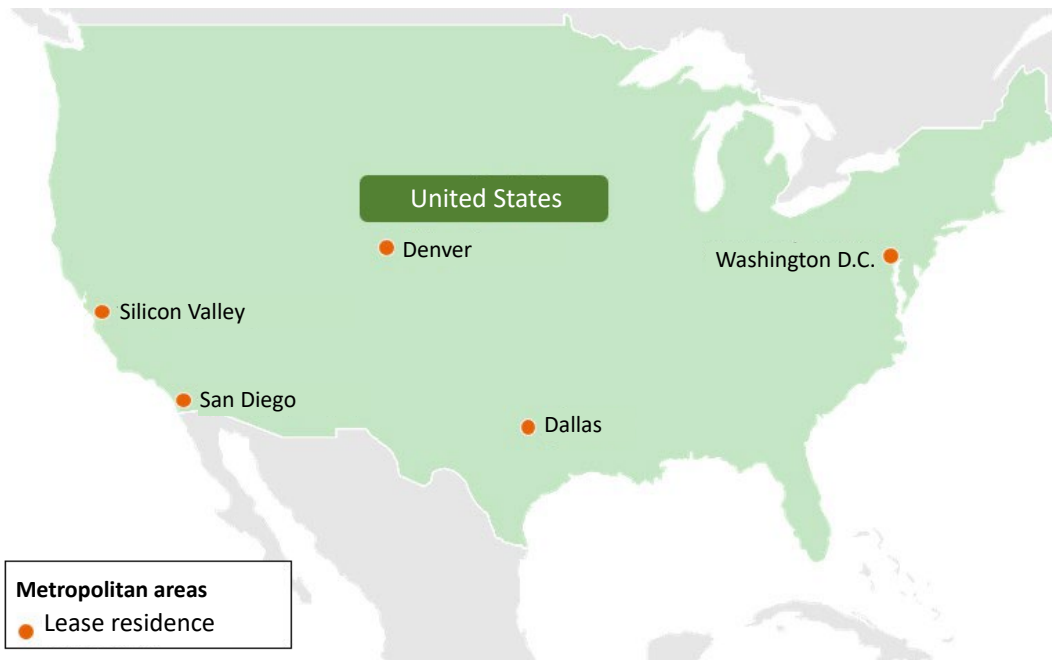 United States
Denver
Washington D.C.
Silicon Valley
San Diego
Dallas
Metropolitan areas
Lease residence